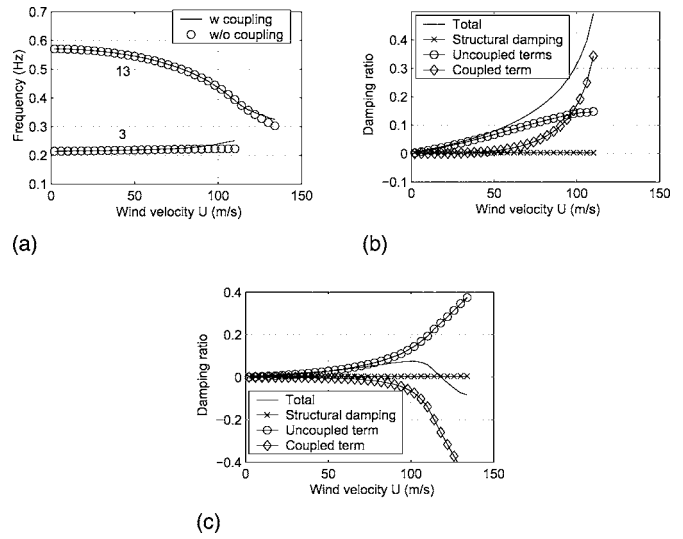 0.7
0.6
0.5
0.4
0.3
0.2
0.1
Frequency (Hz)
w coupling
w/o coupling
13
3
0
50
100
150
Wind velocity U (m/s)
(a)
0.5
0.4
0.3
0.2
0.1
0
−0.1
Damping ratio
Total
Structural damping
Uncoupled terms
Coupled term
0
50
100
150
Wind velocity U (m/s)
(b)
0.4
0.2
0
−0.2
−0.4
Damping ratio
Total
Structural damping
Uncoupled term
Coupled term
0
50
100
150
Wind velocity U (m/s)
(c)